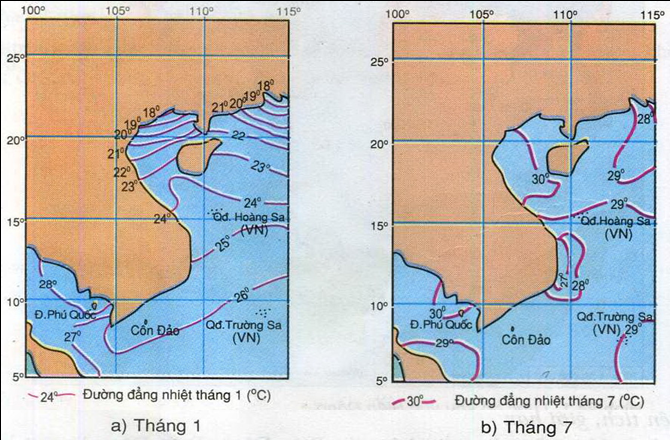 100° 105° 110° 115°
25°
20°
15°
10°
5°
18°
19°
20°
21°
22°
23°
24°
21° 20° 19° 18°
22
23°
24°
Qđ. Hoàng Sa
(VN)
25°
26°
28°
Đ.Phú Quốc
27°
Côn Đảo
Qđ.Trường Sa
(VN)
24° Đường đẳng nhiệt tháng 1 (°C)
a) Tháng 1
100° 105° 110° 115°
25°
20°
15°
10°
5°
28°
29°
30°
29°
Qđ.Hoàng Sa
(VN)
27°
28°
30°
Đ.Phú Quốc
29°
Côn Đảo
Qđ.Trường Sa
(VN) 29°
30° Đường đẳng nhiệt tháng 7 (°C)
b) Tháng 7